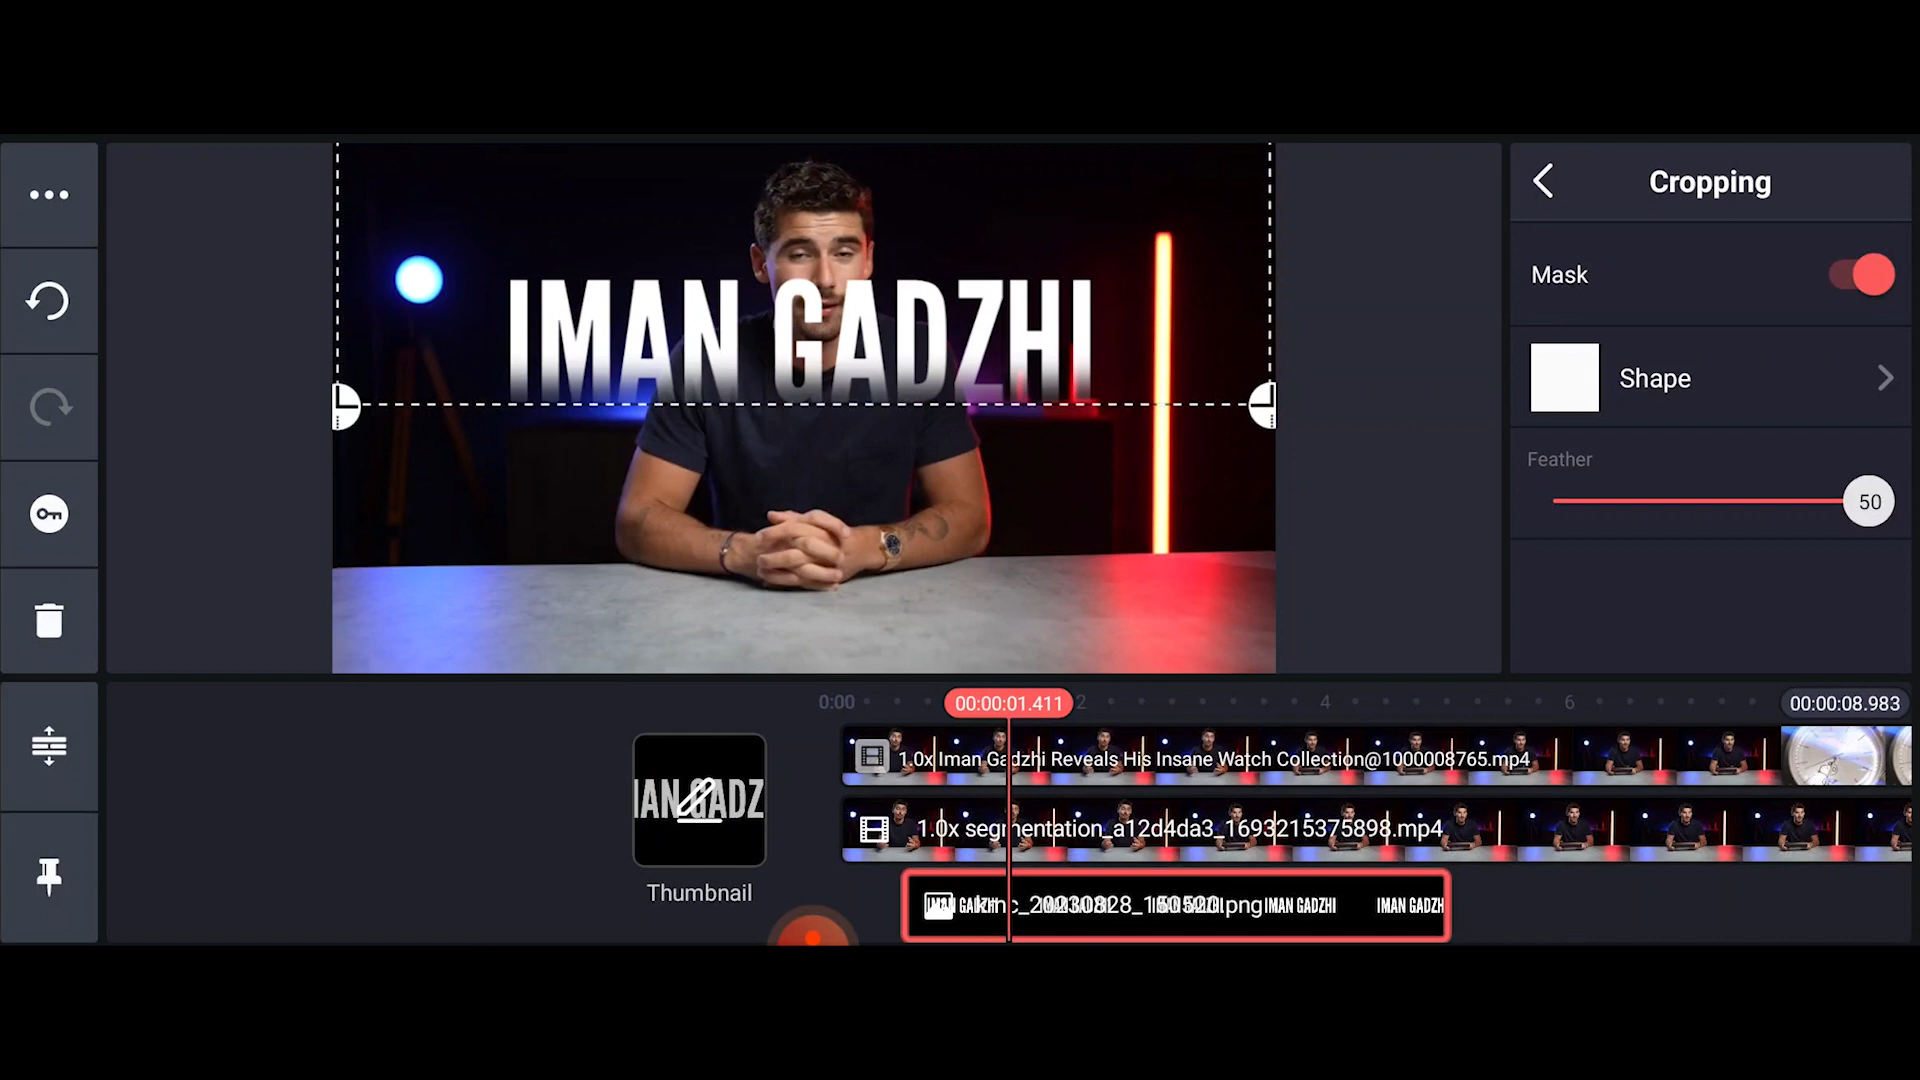 Cropping
IMAN GADZHI
Mask
Shape
Feather
50
0:00
00:00:01.411
2
4
6
00:00:08.983
1.0x Iman Gadzhi Reveals His Insane Watch Collection@1000008765.mp4
IAN GADZ
1.0x segmentation_a12d4da3_1693215375898.mp4
Thumbnail
IMAN GADZHI
IMAN GADZH